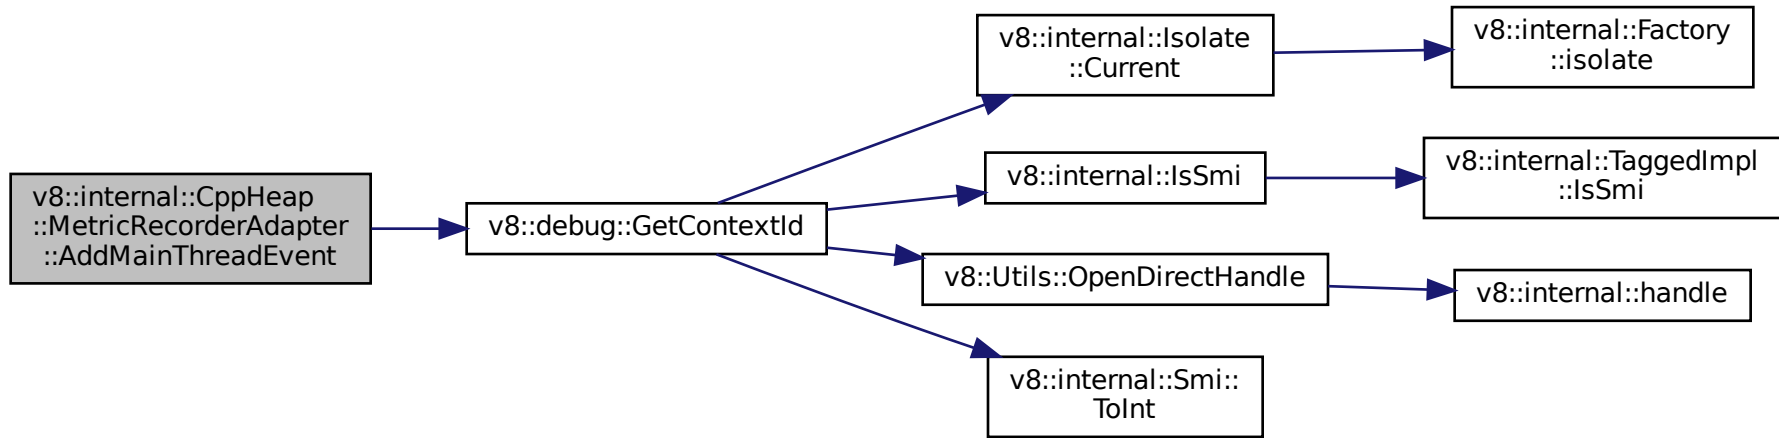 v8::internal::CppHeap
::MetricRecorderAdapter
::AddMainThreadEvent
v8::debug::GetContextId
v8::internal::Isolate
::Current
v8::internal::Factory
::isolate
v8::internal::IsSmi
v8::internal::TaggedImpl
::IsSmi
v8::Utils::OpenDirectHandle
v8::internal::handle
v8::internal::Smi::
ToInt